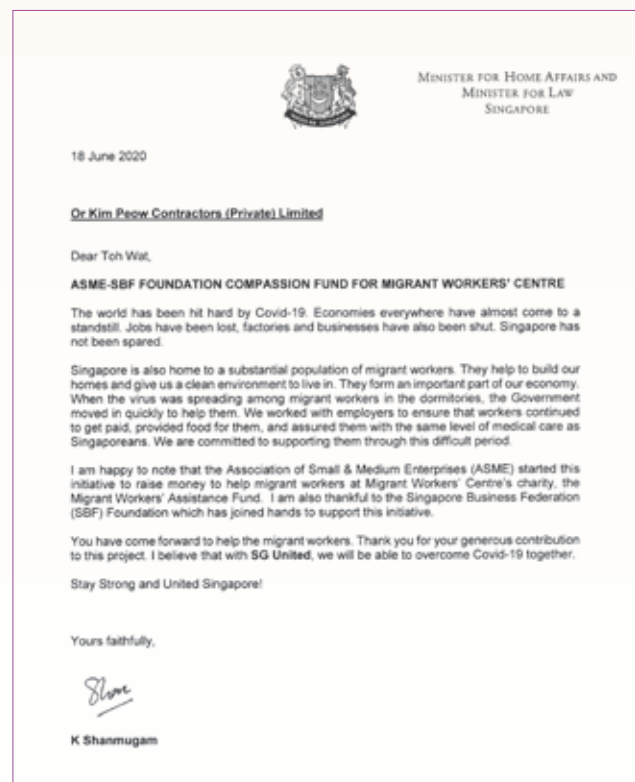 MINISTER FOR HOME AFFAIRS AND
MINISTER FOR LAW
SINGAPORE
18 June 2020
Or Kim Peow Contractors (Private) Limited
Dear Toh Wat,
ASME-SBF FOUNDATION COMPASSION FUND FOR MIGRANT WORKERS' CENTRE
The world has been hit hard by Covid-19. Economies everywhere have almost come to a
standstill. Jobs have been lost, factories and businesses have also been shut. Singapore has
not been spared.
Singapore is also home to a substantial population of migrant workers. They help to build our
homes and give us a clean environment to live in. They form an important part of our economy.
When the virus was spreading among migrant workers in the dormitories, the Government
moved in quickly to help them. We worked with employers to ensure that workers continued
to get paid, provided food for them, and assured them with the same level of medical care as
Singaporeans. We are committed to supporting them through this difficult period.
I am happy to note that the Association of Small & Medium Enterprises (ASME) started this
initiative to raise money to help migrant workers at Migrant Workers' Centre's charity, the
Migrant Workers' Assistance Fund. I am also thankful to the Singapore Business Federation
(SBF) Foundation which has joined hands to support this initiative.
You have come forward to help the migrant workers. Thank you for your generous contribution
to this project. I believe that with SG United, we will be able to overcome Covid-19 together.
Stay Strong and United Singapore!
Yours faithfully,
K Shanmugam